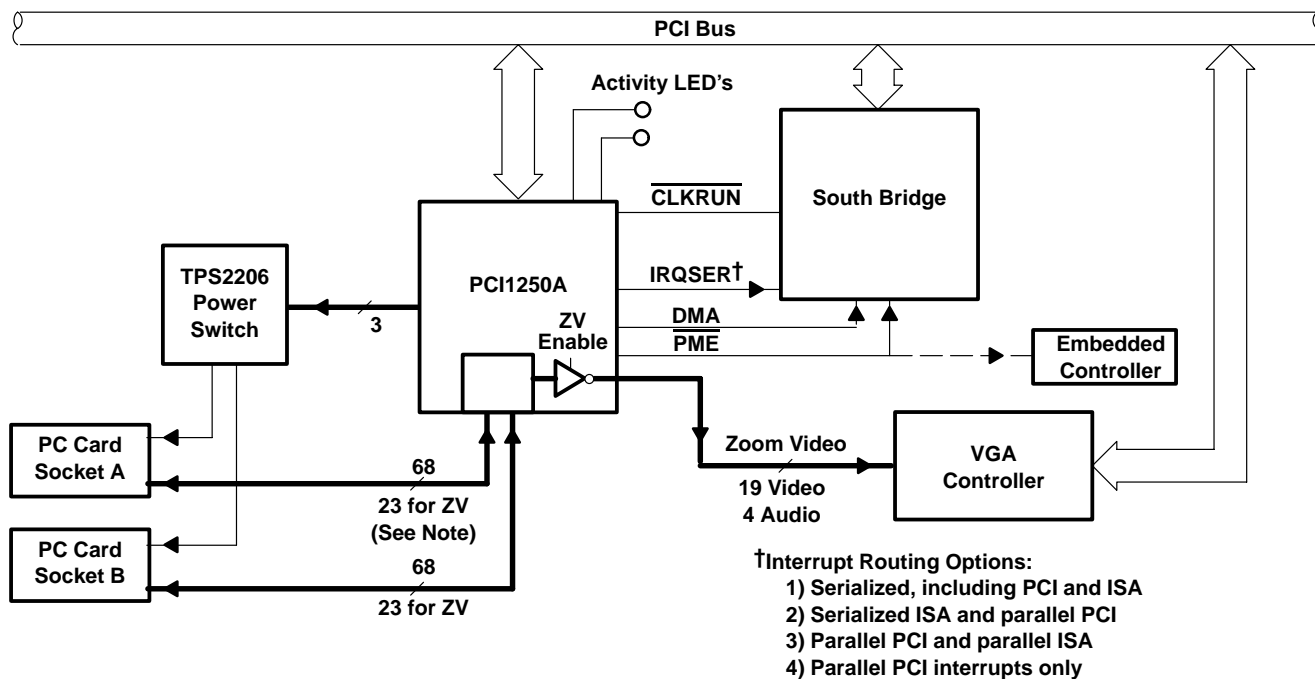 PCI Bus
Activity LED's
CLKRUN
South Bridge
TPS2206
Power
Switch
PCI1250A
IRQSER†
3
DMA
ZV
Enable
PME
Embedded
Controller
PC Card
Socket A
68
23 for ZV
(See Note)
Zoom Video
19 Video
4 Audio
VGA
Controller
PC Card
Socket B
68
23 for ZV
†Interrupt Routing Options:
1) Serialized, including PCI and ISA
2) Serialized ISA and parallel PCI
3) Parallel PCI and parallel ISA
4) Parallel PCI interrupts only